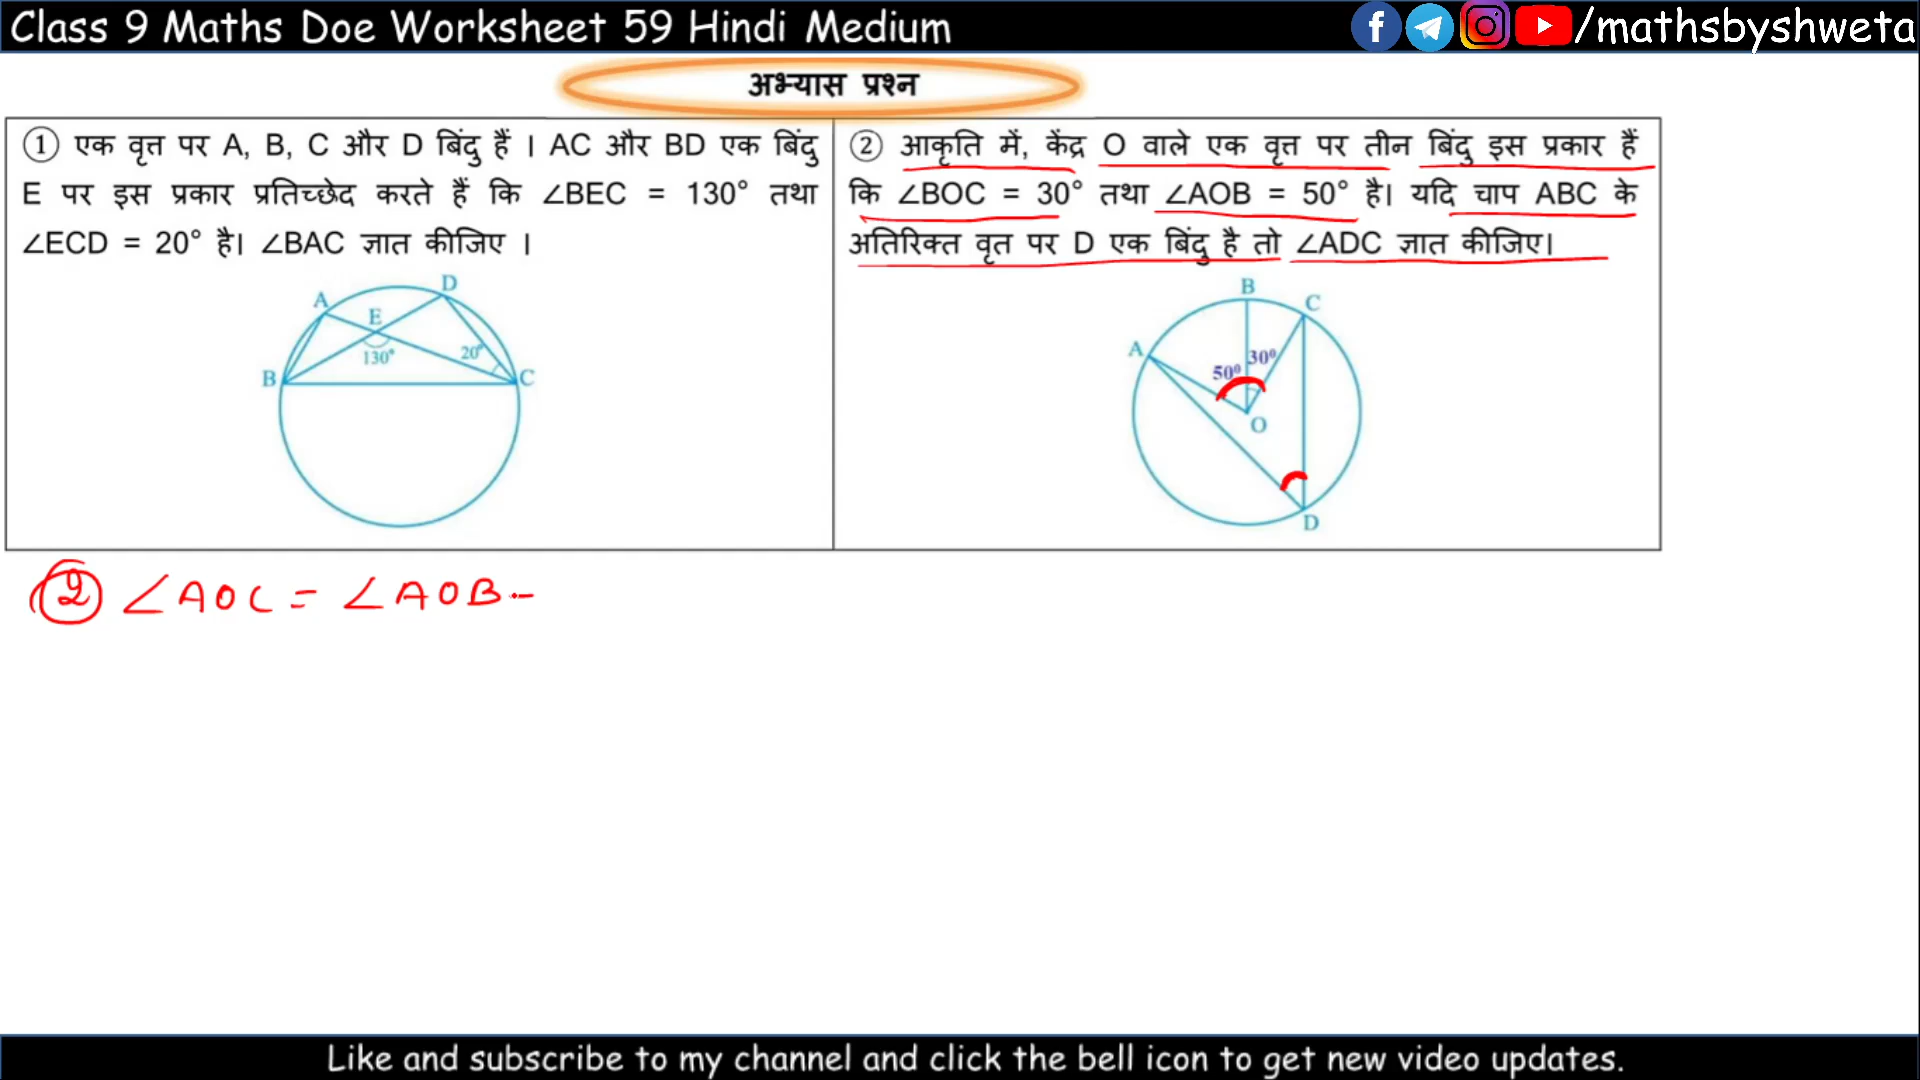 Class 9 Maths Doe Worksheet 59 Hindi Medium
/mathsbyshweta
अभ्यास प्रश्न
① एक वृत्त पर A, B, C और D बिंदु हैं । AC और BD एक बिंदु
E पर इस प्रकार प्रतिच्छेद करते हैं कि ∠BEC = 130° तथा
∠ECD = 20° है। ∠BAC ज्ञात कीजिए ।
A
D
E
130°
20°
B
C
② आकृति में, केंद्र O वाले एक वृत्त पर तीन बिंदु इस प्रकार हैं
कि ∠BOC = 30° तथा ∠AOB = 50° है। यदि चाप ABC के
अतिरिक्त वृत पर D एक बिंदु है तो ∠ADC ज्ञात कीजिए।
B
C
A
30⁰
50⁰
O
D
② ∠AOC = ∠AOB -
Like and subscribe to my channel and click the bell icon to get new video updates.